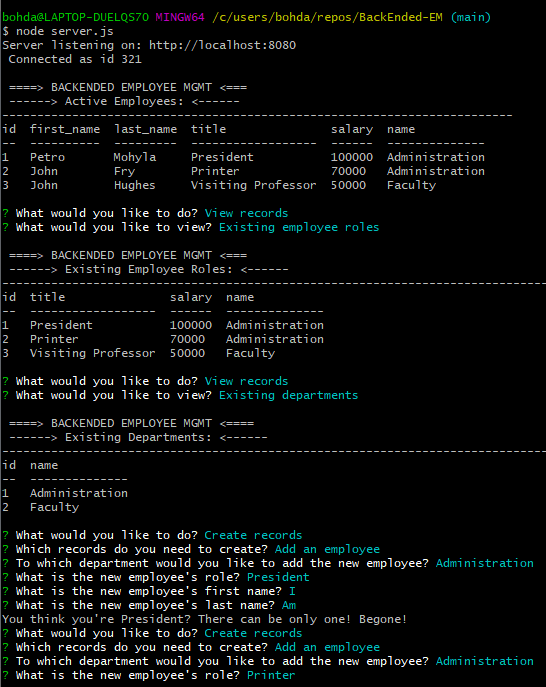 bohda@LAPTOP-DUELQS7O MINGW64 /c/users/bohda/repos/BackEnded-EM (main)
$ node server.js
Server listening on: http://localhost:8080
 Connected as id 321

 ====> BACKENDED EMPLOYEE MGMT <===
 ------> Active Employees: <------
-------------------------------------------------------------------------
id  first_name  last_name  title               salary  name
--  ----------  ---------  ------------------  ------  --------------
1   Petro       Mohyla     President           100000  Administration
2   John        Fry        Printer             70000   Administration
3   John        Hughes     Visiting Professor  50000   Faculty

? What would you like to do? View records
? What would you like to view? Existing employee roles

 ====> BACKENDED EMPLOYEE MGMT <===
 ------> Existing Employee Roles: <------
------------------------------------------------------------------------------
id  title               salary  name
--  ------------------  ------  --------------
1   President           100000  Administration
2   Printer             70000   Administration
3   Visiting Professor  50000   Faculty

? What would you like to do? View records
? What would you like to view? Existing departments

 ====> BACKENDED EMPLOYEE MGMT <====
 ------> Existing Departments: <------
------------------------------------------------------------------------------
id  name
--  --------------
1   Administration
2   Faculty

? What would you like to do? Create records
? Which records do you need to create? Add an employee
? To which department would you like to add the new employee? Administration
? What is the new employee's role? President
? What is the new employee's first name? I
? What is the new employee's last name? Am
You think you're President? There can be only one! Begone!
? What would you like to do? Create records
? Which records do you need to create? Add an employee
? To which department would you like to add the new employee? Administration
? What is the new employee's role? Printer